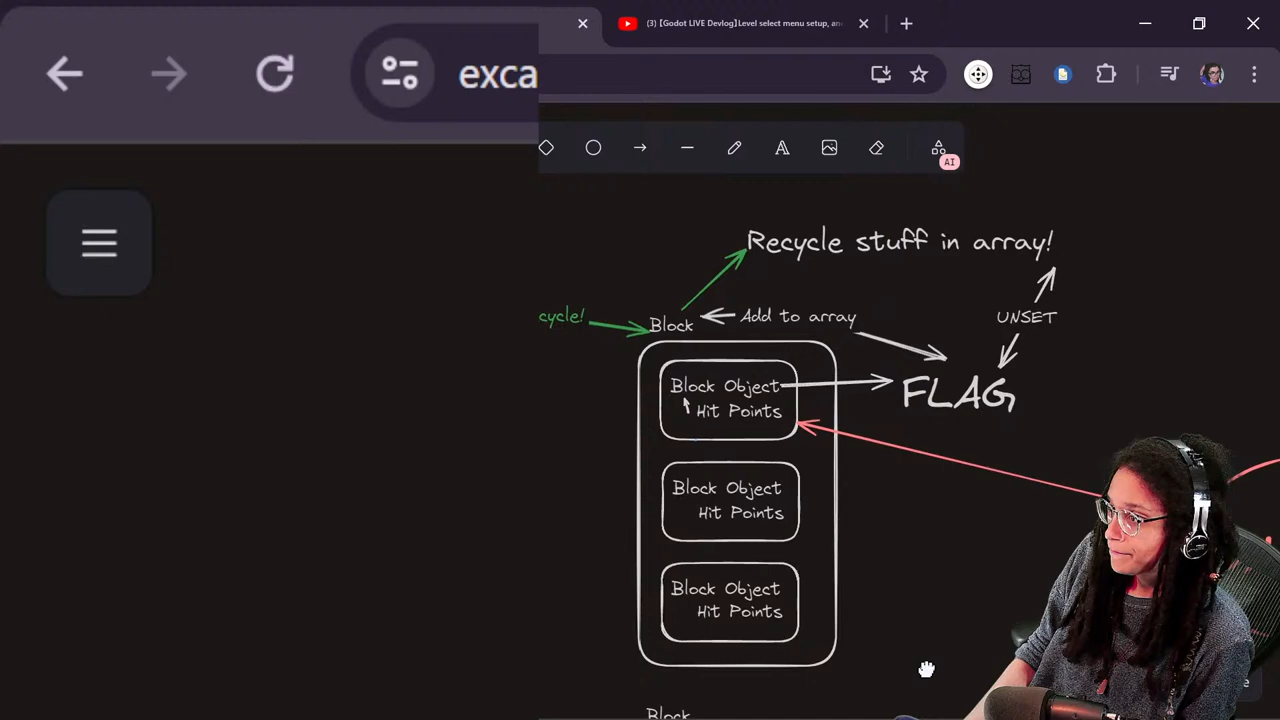 (3) [Godot LIVE Devlog]Level select menu setup, an
exca
AI
Recycle stuff in array!
cycle!
Block
Add to array
UNSET
Block Object
Hit Points
FLAG
Block Object
Hit Points
Block Object
Hit Points
Block